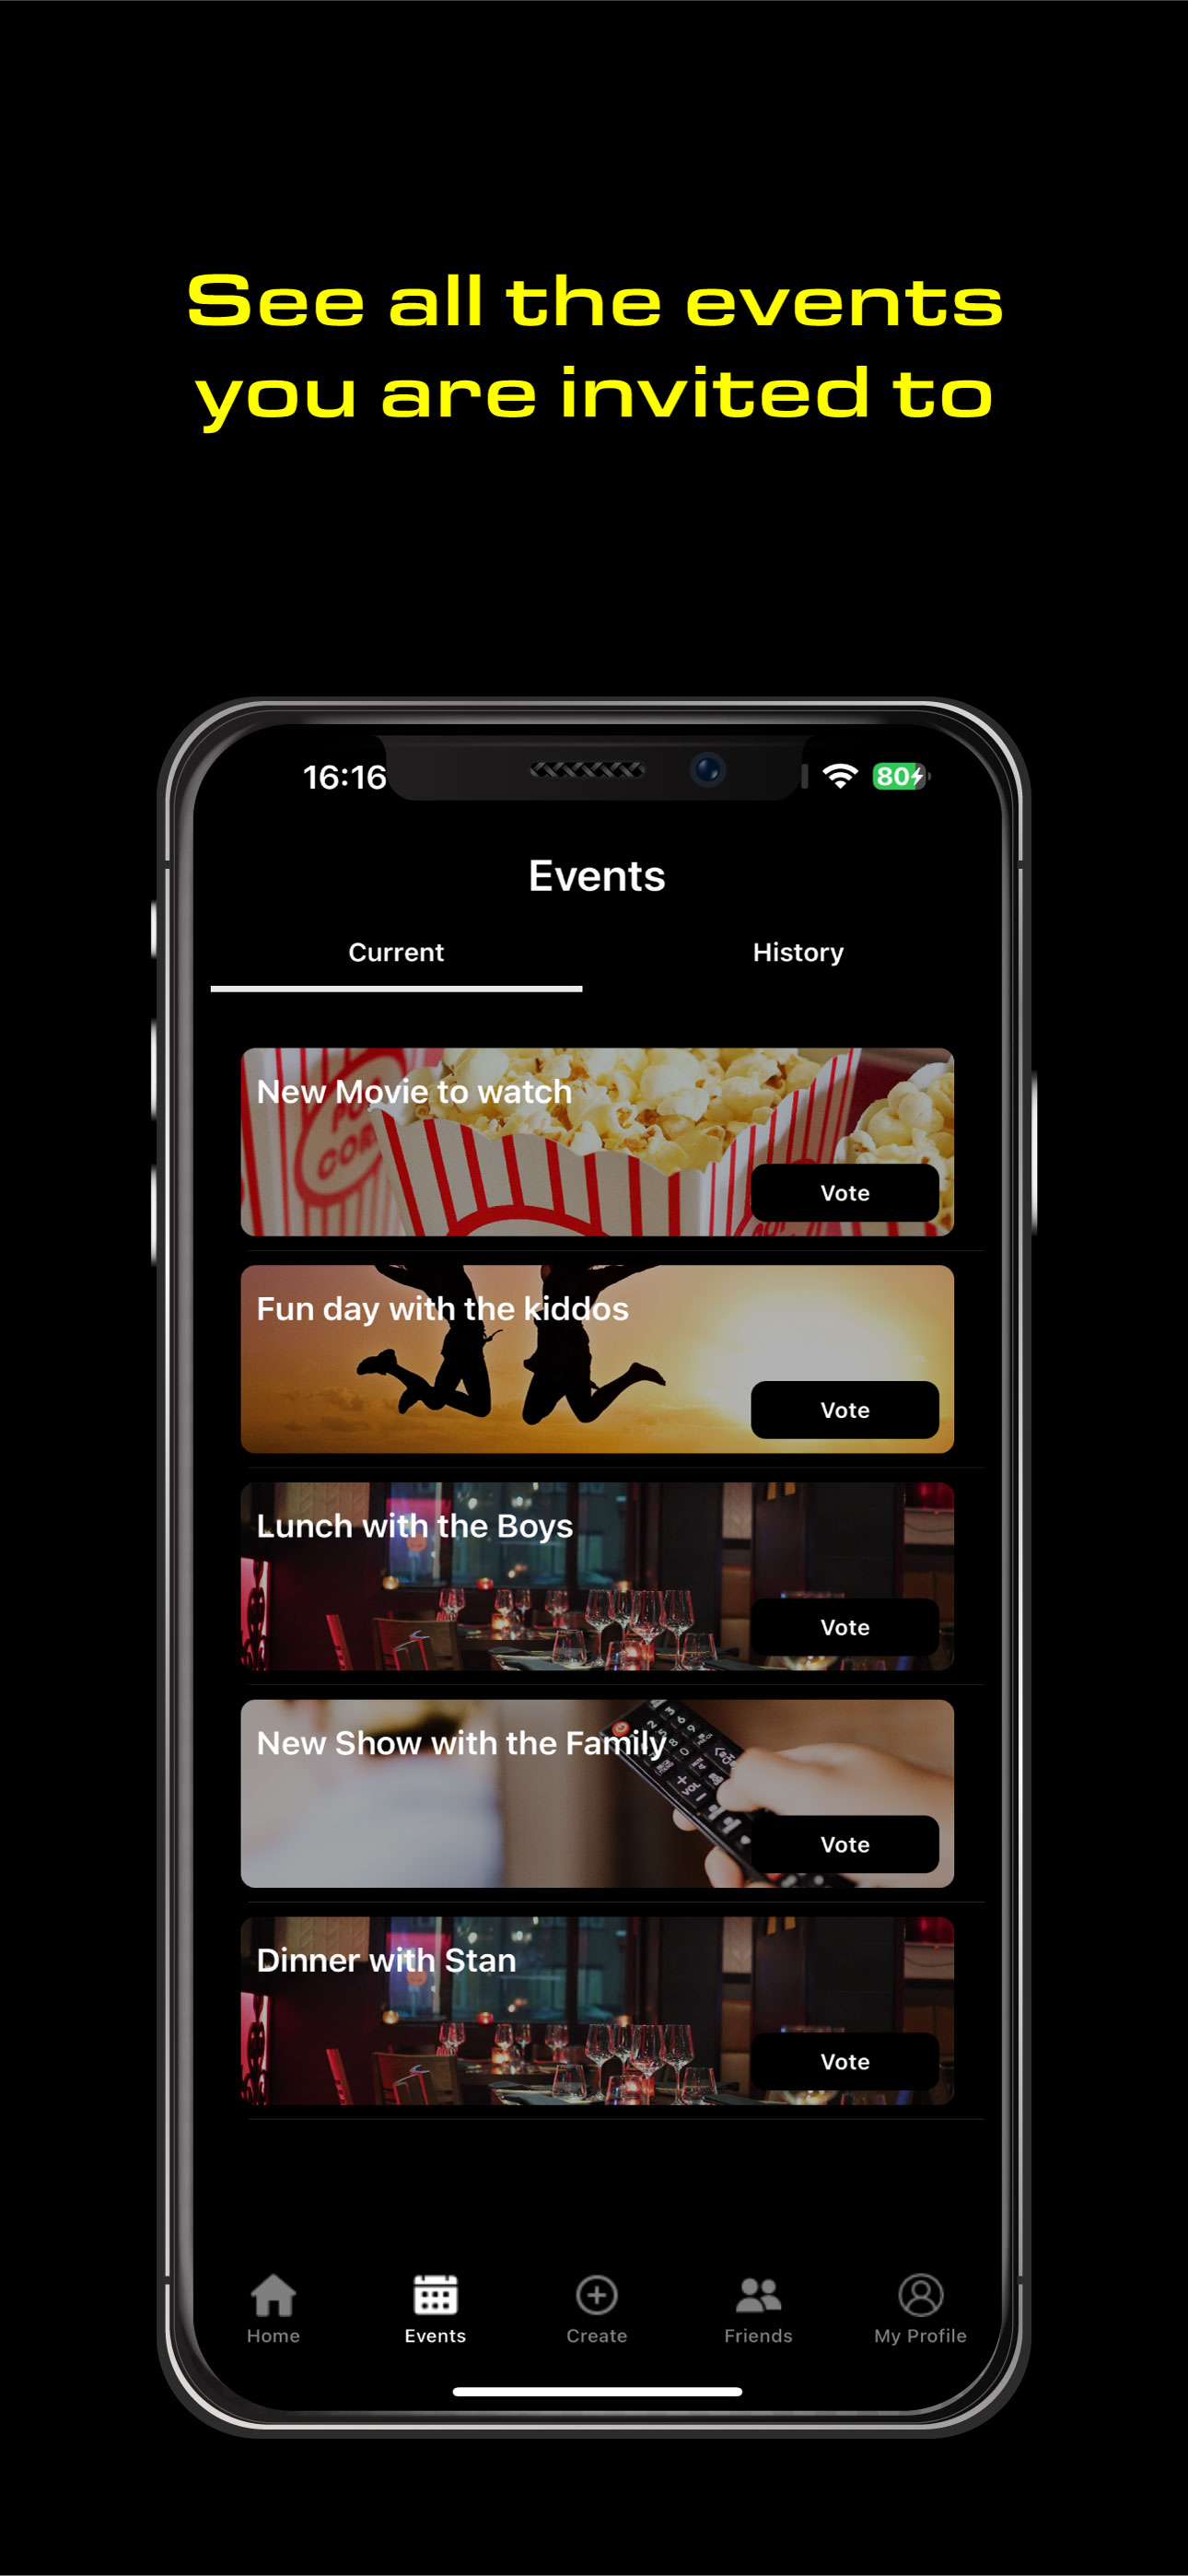 See all the events
you are invited to
16:16
80
Events
Current
History
New Movie to watch
Vote
Fun day with the kiddos
Vote
Lunch with the Boys
Vote
New Show with the Family
Vote
Dinner with Stan
Vote
Home
Events
Create
Friends
My Profile